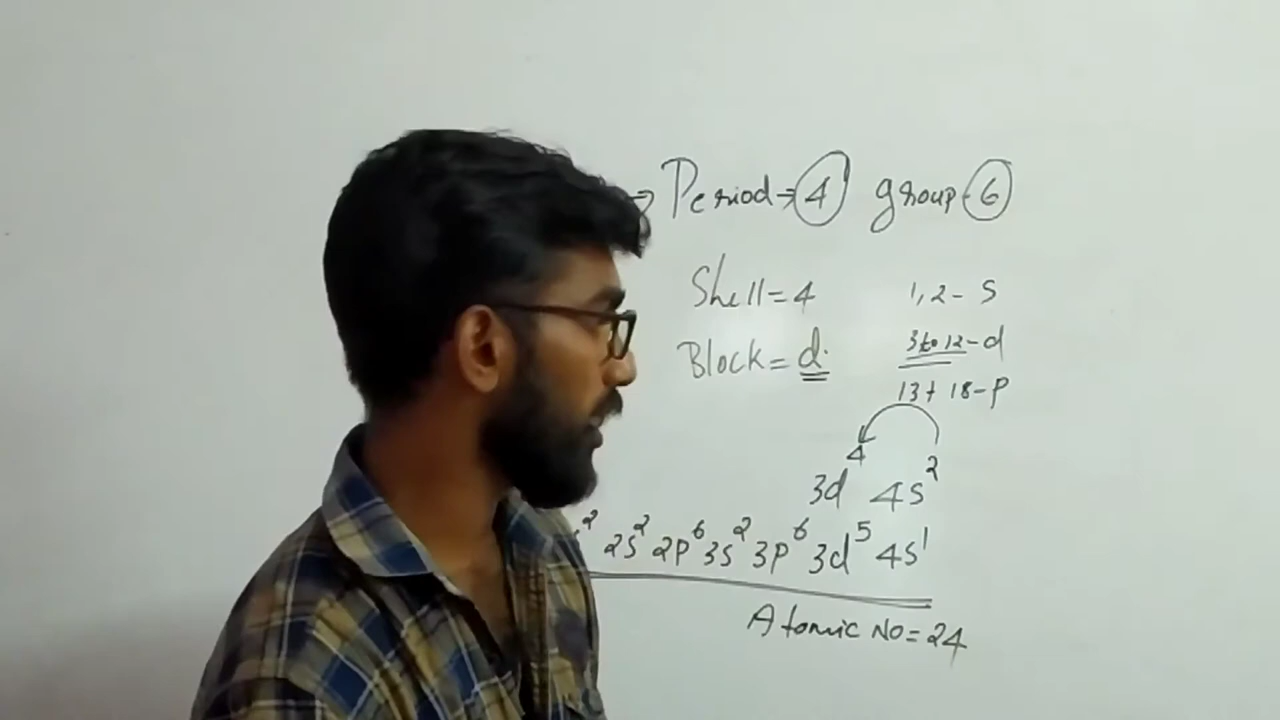 ⇒ Period ⇒ 4 group - 6
Shell = 4 1, 2 - S
Block = d. 3 to 12 - d
13 + 18 - P
3d⁴ 4s²
² 2s² 2p⁶ 3s² 3p⁶ 3d⁵ 4s¹
Atomic No = 24